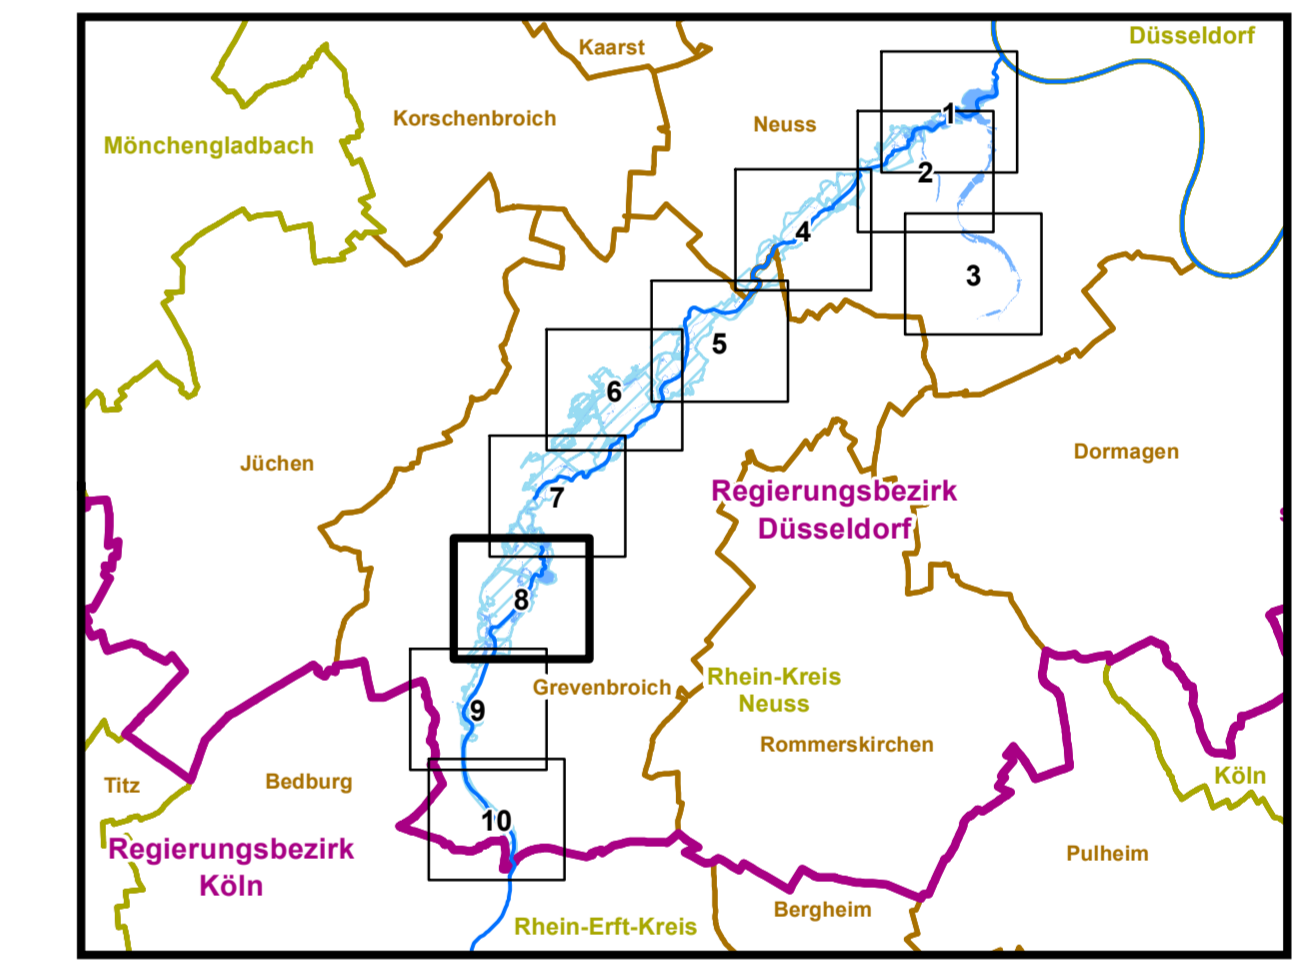 Düsseldorf
Kaarst
Korschenbroich
Neuss
Mönchengladbach
1
2
3
4
5
6
7
8
9
10
Jüchen
Dormagen
Regierungsbezirk
Düsseldorf
Grevenbroich
Rhein-Kreis
Neuss
Rommerskirchen
Titz
Bedburg
Köln
Regierungsbezirk
Köln
Pulheim
Bergheim
Rhein-Erft-Kreis